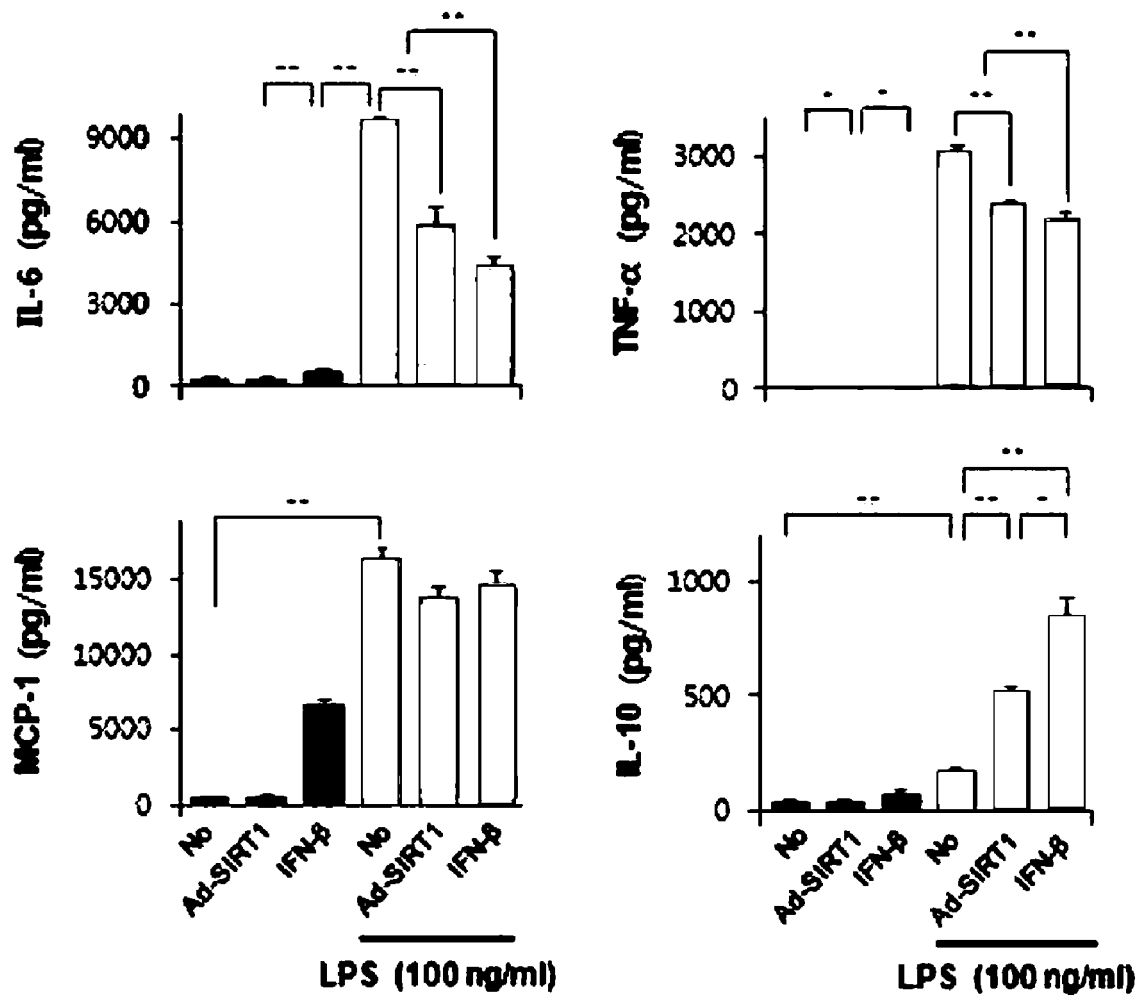 ** ** ** **
IL-6 (pg/ml)
9000
6000
3000
0
* * ** **
TNF-α (pg/ml)
3000
2000
1000
0
**
MCP-1 (pg/ml)
15000
10000
5000
0
No Ad-SIRT1 IFN-β No Ad-SIRT1 IFN-β
LPS (100 ng/ml)
** ** * **
IL-10 (pg/ml)
1000
500
0
No Ad-SIRT1 IFN-β No Ad-SIRT1 IFN-β
LPS (100 ng/ml)